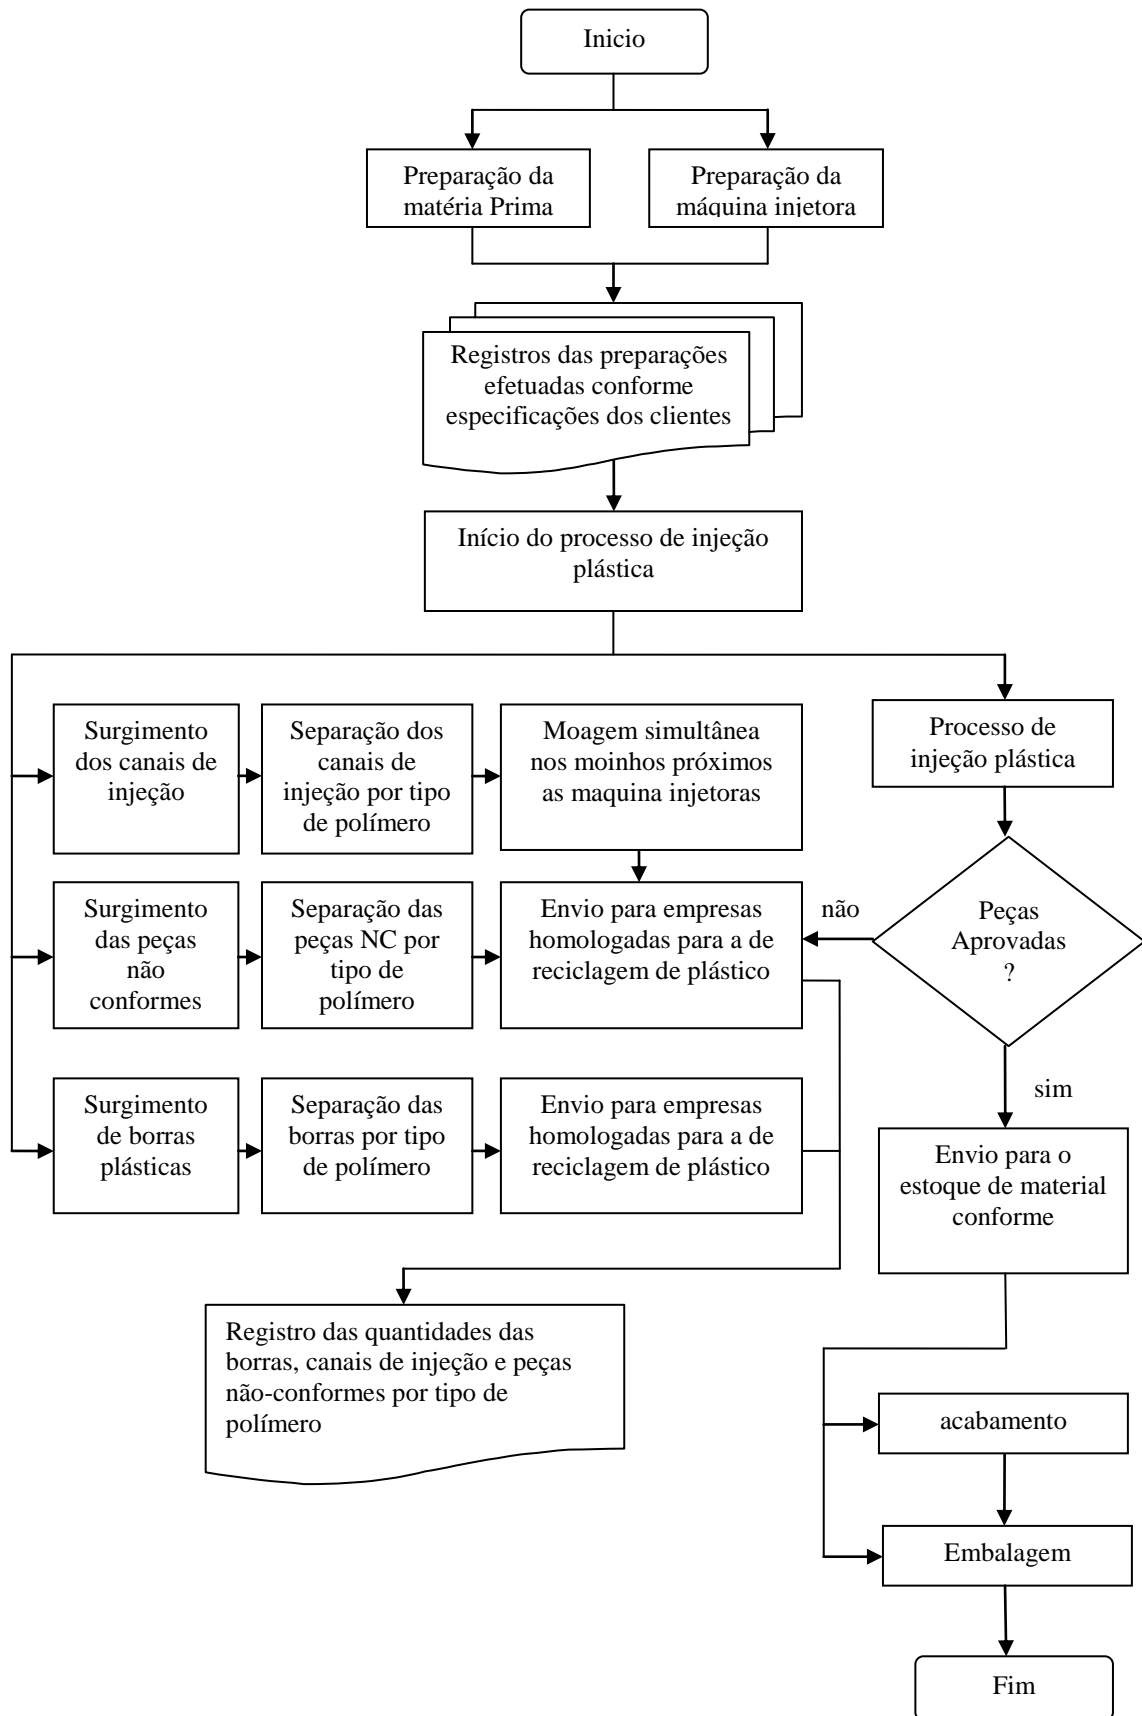 Inicio
Preparação da
matéria Prima
Preparação da
máquina injetora
Registros das preparações
efetuadas conforme
especificações dos clientes
Início do processo de injeção
plástica
Surgimento
dos canais de
injeção
Separação dos
canais de
injeção por tipo
de polímero
Moagem simultânea
nos moinhos próximos
as maquina injetoras
Processo de
injeção plástica
Surgimento
das peças
não
conformes
Separação das
peças NC por
tipo de
polímero
Envio para empresas
homologadas para a de
reciclagem de plástico
não
Peças
Aprovadas
?
sim
Surgimento
de borras
plásticas
Separação das
borras por tipo
de polímero
Envio para empresas
homologadas para a de
reciclagem de plástico
Envio para o
estoque de material
conforme
Registro das quantidades das
borras, canais de injeção e peças
não-conformes por tipo de
polímero
acabamento
Embalagem
Fim